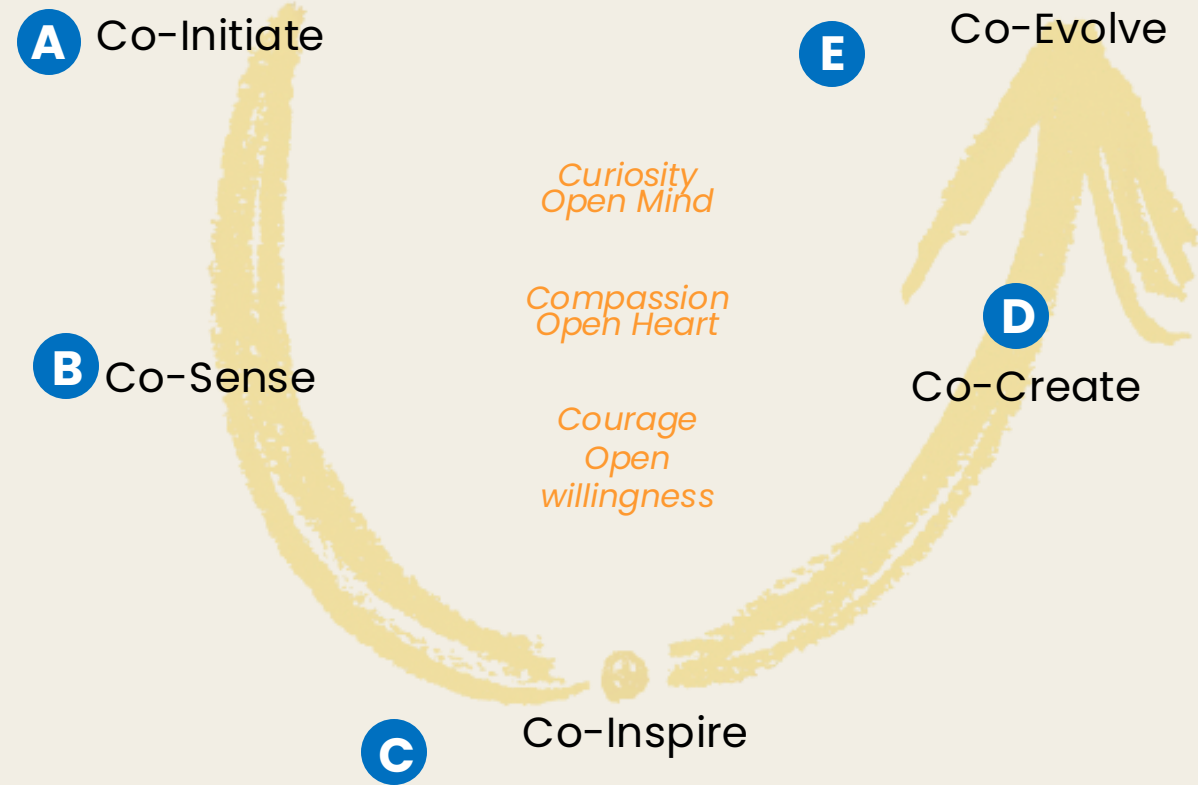 A Co-Initiate
E Co-Evolve
Curiosity
Open Mind
Compassion
Open Heart
D
B Co-Sense
Co-Create
Courage
Open
willingness
Co-Inspire
C